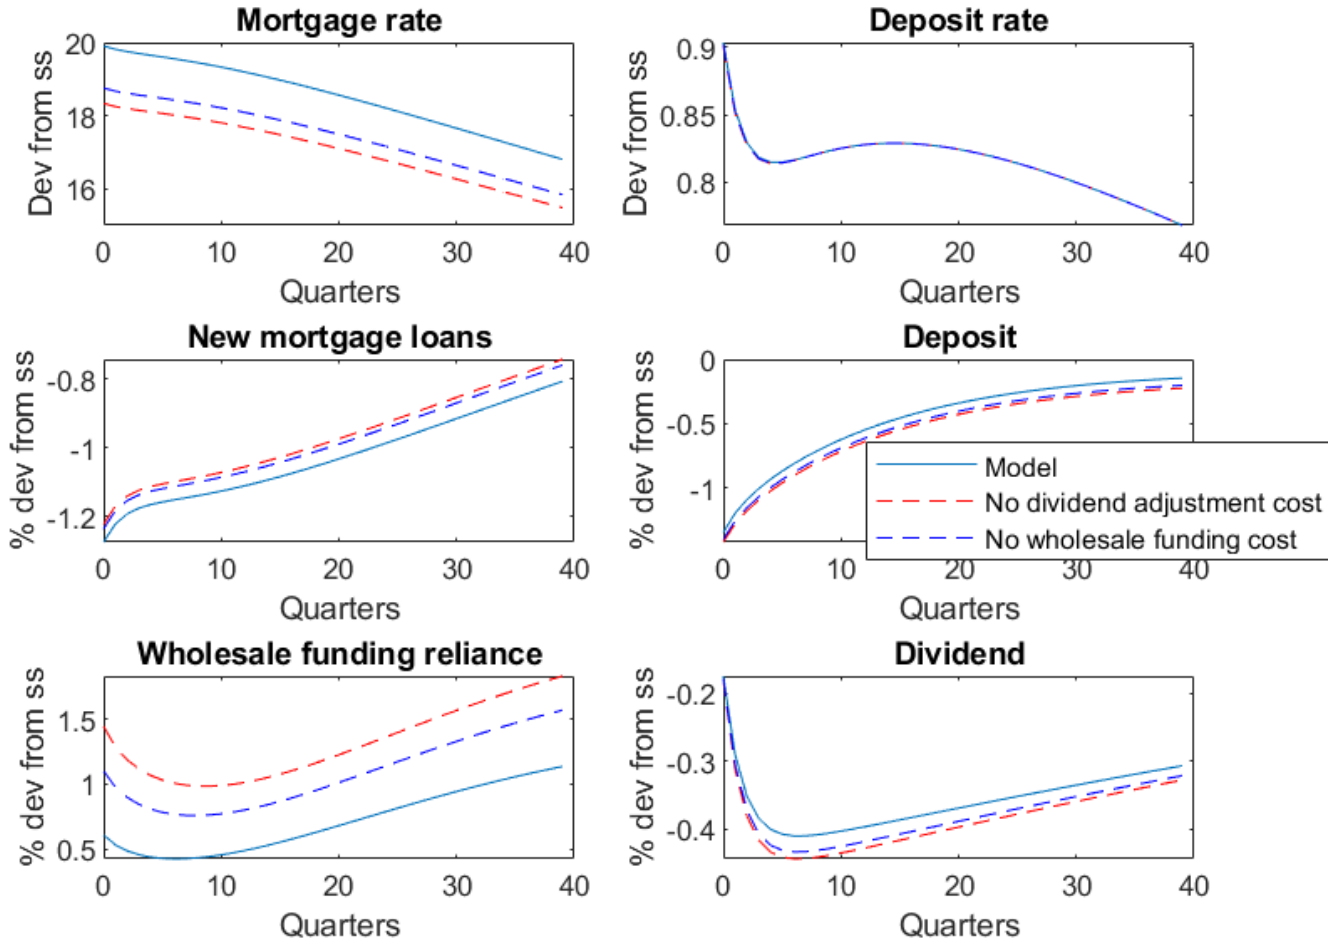 Mortgage rate
Dev from ss
20
18
16
0 10 20 30 40
Quarters
Deposit rate
Dev from ss
0.9
0.85
0.8
0 10 20 30 40
Quarters
New mortgage loans
% dev from ss
-0.8
-1
-1.2
0 10 20 30 40
Quarters
Deposit
% dev from ss
0
-0.5
-1
0 10 20 30 40
Quarters
Model
No dividend adjustment cost
No wholesale funding cost
Wholesale funding reliance
% dev from ss
1.5
1
0.5
0 10 20 30 40
Quarters
Dividend
% dev from ss
-0.2
-0.3
-0.4
0 10 20 30 40
Quarters